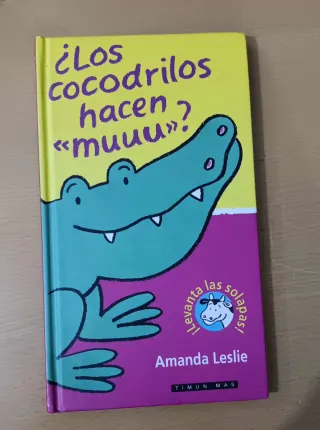 ¿Los
cocodrilos
hacen
«muuu»?
¡Levanta las solapas!
Amanda Leslie
TIMUN MAS